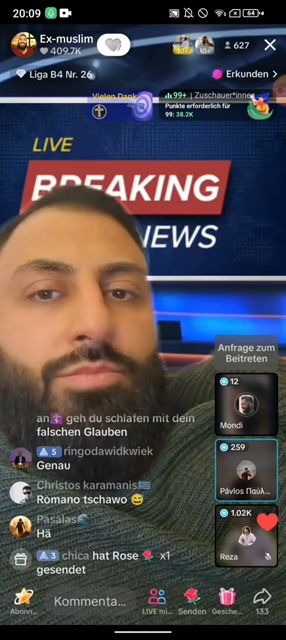 20:09
64
Ex-muslim
409.7K
627
Liga B4 Nr. 26
Erkunden
Vielen Dank
99+ | Zuschauer*innen
Punkte erforderlich für
99: 38.2K
LIVE
BREAKING
NEWS
Anfrage zum
Beitreten
12
Mondi
259
Pávlos Παύλ...
1.02K
Reza
geh du schlafen mit dein
falschen Glauben
5 ringodawidkwiek
Genau
Christos karamanis🇬🇷
Romano tschawo 😅
Pasalas🌊
Hä
3 chica hat Rose 🌹 x1
gesendet
Abonn...
Kommenta...
LIVE mi...
Senden
Gesche...
133